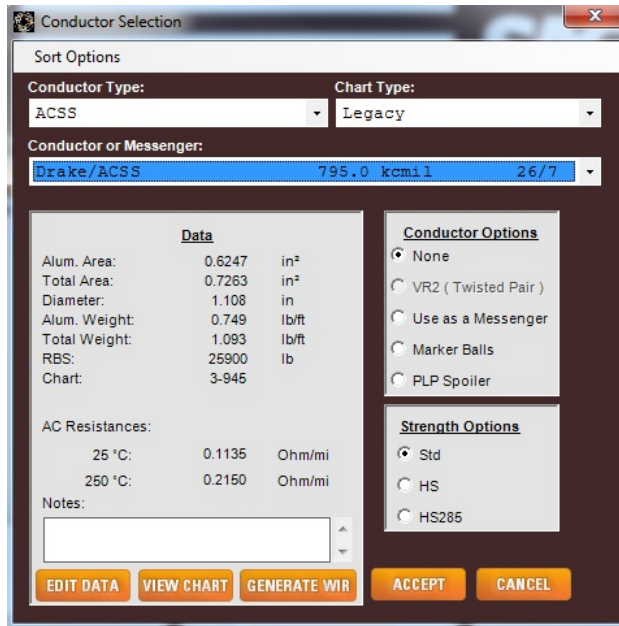 Conductor Selection
Sort Options
Conductor Type: Chart Type:
ACSS Legacy
Conductor or Messenger:
Drake/ACSS 795.0 kcmil 26/7
Data
Alum. Area: 0.6247 in²
Total Area: 0.7263 in²
Diameter: 1.108 in
Alum. Weight: 0.749 lb/ft
Total Weight: 1.093 lb/ft
RBS: 25900 lb
Chart: 3-945
AC Resistances:
25 °C: 0.1135 Ohm/mi
250 °C: 0.2150 Ohm/mi
Notes:
EDIT DATA VIEW CHART GENERATE WIR
Conductor Options
None
VR2 ( Twisted Pair )
Use as a Messenger
Marker Balls
PLP Spoiler
Strength Options
Std
HS
HS285
ACCEPT CANCEL